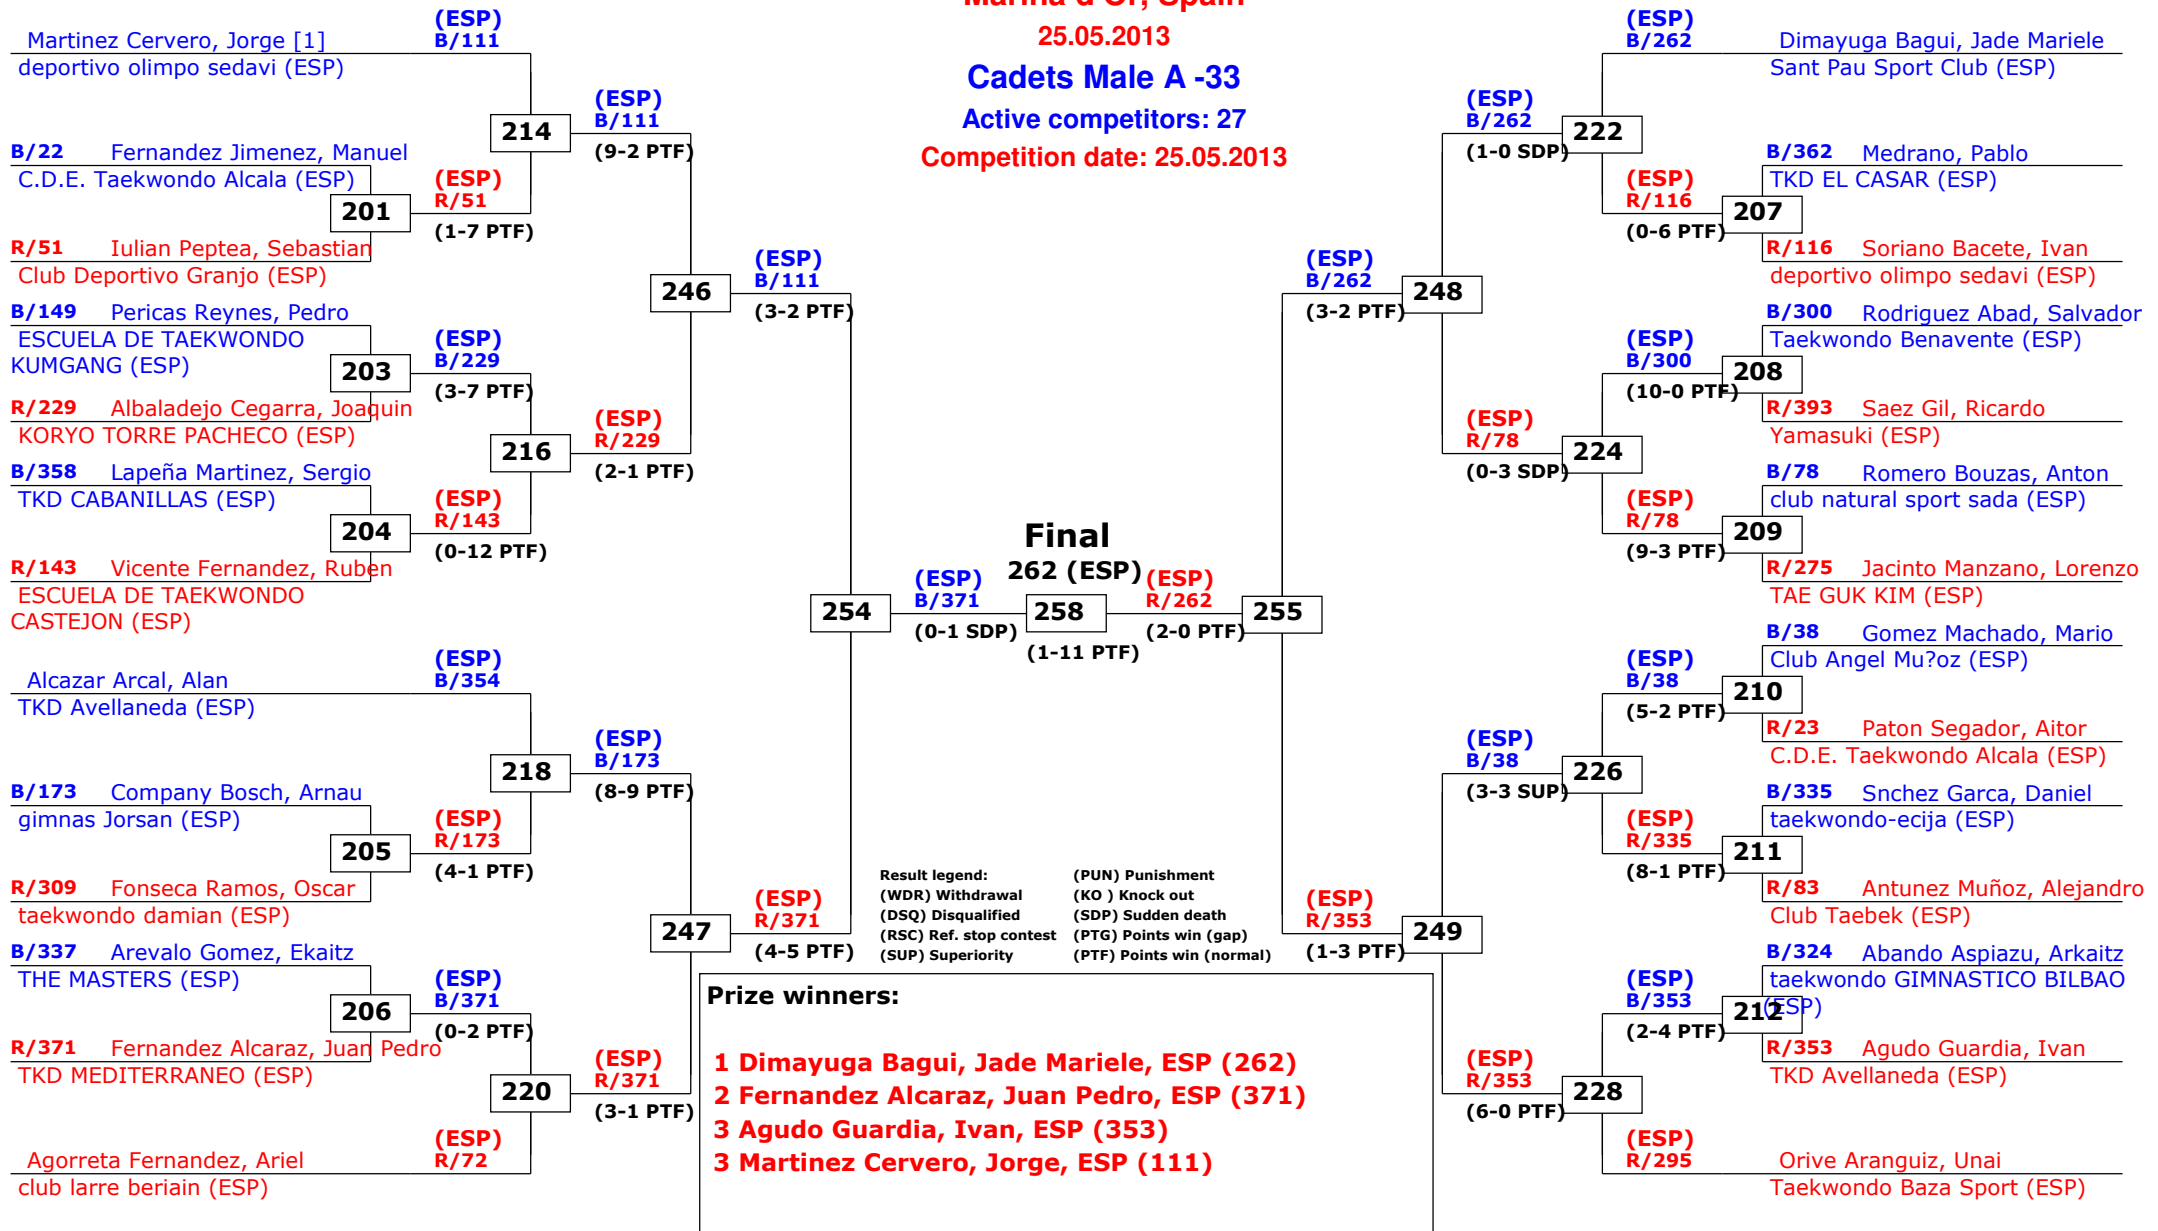 Marina d'Or, Spain
25.05.2013
Cadets Male A -33
Active competitors: 27
Competition date: 25.05.2013
Martinez Cervero, Jorge [1]
deportivo olimpo sedavi (ESP)
B/22 Fernandez Jimenez, Manuel
C.D.E. Taekwondo Alcala (ESP)
R/51 Iulian Peptea, Sebastian
Club Deportivo Granjo (ESP)
B/149 Pericas Reynes, Pedro
ESCUELA DE TAEKWONDO
KUMGANG (ESP)
R/229 Albaladejo Cegarra, Joaquin
KORYO TORRE PACHECO (ESP)
B/358 Lapeña Martinez, Sergio
TKD CABANILLAS (ESP)
R/143 Vicente Fernandez, Ruben
ESCUELA DE TAEKWONDO
CASTEJON (ESP)
Alcazar Arcal, Alan
TKD Avellaneda (ESP)
B/173 Company Bosch, Arnau
gimnas Jorsan (ESP)
R/309 Fonseca Ramos, Oscar
taekwondo damian (ESP)
B/337 Arevalo Gomez, Ekaitz
THE MASTERS (ESP)
R/371 Fernandez Alcaraz, Juan Pedro
TKD MEDITERRANEO (ESP)
Agorreta Fernandez, Ariel
club larre beriain (ESP)
201
203
204
205
206
(ESP)
B/111
(ESP)
R/51
(1-7 PTF)
(ESP)
B/229
(3-7 PTF)
(ESP)
R/143
(0-12 PTF)
(ESP)
B/354
(ESP)
R/173
(4-1 PTF)
(ESP)
B/371
(0-2 PTF)
(ESP)
R/72
214
216
218
220
(ESP)
B/111
(9-2 PTF)
(ESP)
R/229
(2-1 PTF)
(ESP)
B/173
(8-9 PTF)
(ESP)
R/371
(3-1 PTF)
246
247
(ESP)
B/111
(3-2 PTF)
(ESP)
R/371
(4-5 PTF)
254
(ESP)
B/371
(0-1 SDP)
Final
262 (ESP)
258
(1-11 PTF)
(ESP)
R/262
(2-0 PTF)
255
(ESP)
B/262
(3-2 PTF)
(ESP)
R/353
(1-3 PTF)
248
249
(ESP)
B/262
(1-0 SDP)
(ESP)
R/78
(0-3 SDP)
(ESP)
B/38
(3-3 SUP)
(ESP)
R/353
(6-0 PTF)
222
224
226
228
(ESP)
B/262
(ESP)
R/116
(0-6 PTF)
(ESP)
B/300
(10-0 PTF)
(ESP)
R/78
(9-3 PTF)
(ESP)
B/38
(5-2 PTF)
(ESP)
R/335
(8-1 PTF)
(ESP)
B/353
(2-4 PTF)
(ESP)
R/295
207
208
209
210
211
212
Dimayuga Bagui, Jade Mariele
Sant Pau Sport Club (ESP)
B/362 Medrano, Pablo
TKD EL CASAR (ESP)
R/116 Soriano Bacete, Ivan
deportivo olimpo sedavi (ESP)
B/300 Rodriguez Abad, Salvador
Taekwondo Benavente (ESP)
R/393 Saez Gil, Ricardo
Yamasuki (ESP)
B/78 Romero Bouzas, Anton
club natural sport sada (ESP)
R/275 Jacinto Manzano, Lorenzo
TAE GUK KIM (ESP)
B/38 Gomez Machado, Mario
Club Angel Mu?oz (ESP)
R/23 Paton Segador, Aitor
C.D.E. Taekwondo Alcala (ESP)
B/335 Snchez Garca, Daniel
taekwondo-ecija (ESP)
R/83 Antunez Muñoz, Alejandro
Club Taebek (ESP)
B/324 Abando Aspiazu, Arkaitz
taekwondo GIMNASTICO BILBAO
(ESP)
R/353 Agudo Guardia, Ivan
TKD Avellaneda (ESP)
Orive Aranguiz, Unai
Taekwondo Baza Sport (ESP)
Result legend: (PUN) Punishment
(WDR) Withdrawal (KO ) Knock out
(DSQ) Disqualified (SDP) Sudden death
(RSC) Ref. stop contest (PTG) Points win (gap)
(SUP) Superiority (PTF) Points win (normal)
Prize winners:
1 Dimayuga Bagui, Jade Mariele, ESP (262)
2 Fernandez Alcaraz, Juan Pedro, ESP (371)
3 Agudo Guardia, Ivan, ESP (353)
3 Martinez Cervero, Jorge, ESP (111)